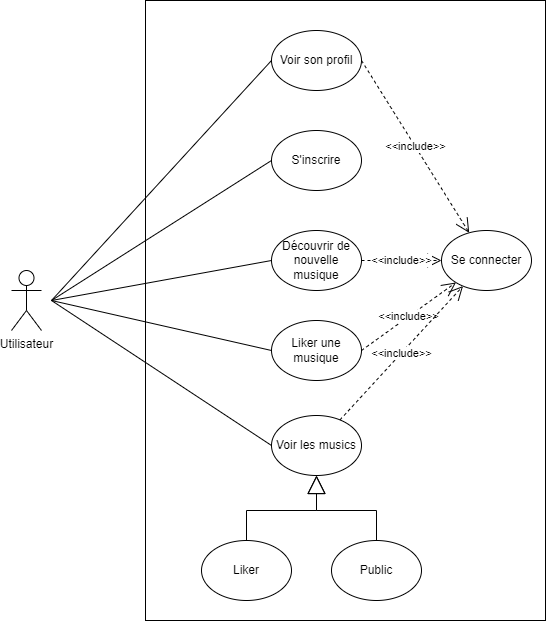 Voir son profil
<<include>>
S'inscrire
Découvrir de
nouvelle
musique
<<include>>
Se connecter
Utilisateur
<<include>>
Liker une
musique
<<include>>
Voir les musics
Liker
Public